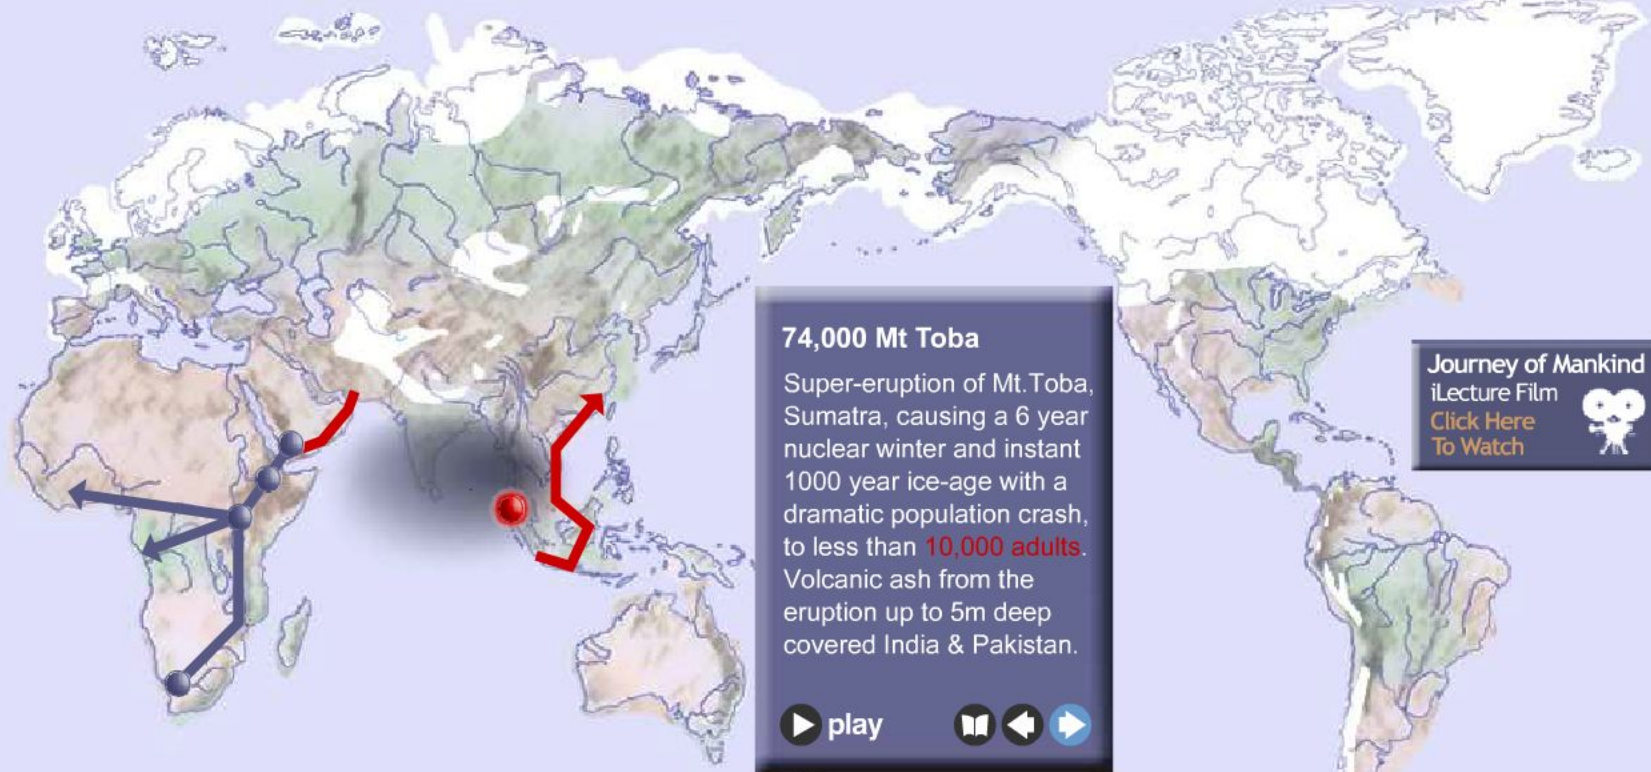 74,000 Mt Toba
Super-eruption of Mt.Toba,
Sumatra, causing a 6 year
nuclear winter and instant
1000 year ice-age with a
dramatic population crash,
to less than 10,000 adults.
Volcanic ash from the
eruption up to 5m deep
covered India & Pakistan.
play
Journey of Mankind
iLecture Film
Click Here
To Watch